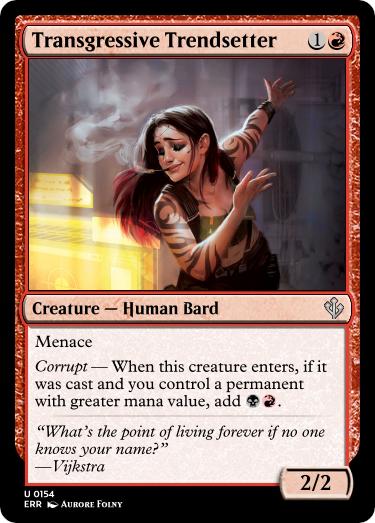 Transgressive Trendsetter 1
Creature — Human Bard
Menace
Corrupt — When this creature enters, if it
was cast and you control a permanent
with greater mana value, add .
“What’s the point of living forever if no one
knows your name?”
—Vijkstra
2/2
U 0154
ERR Aurore Folny